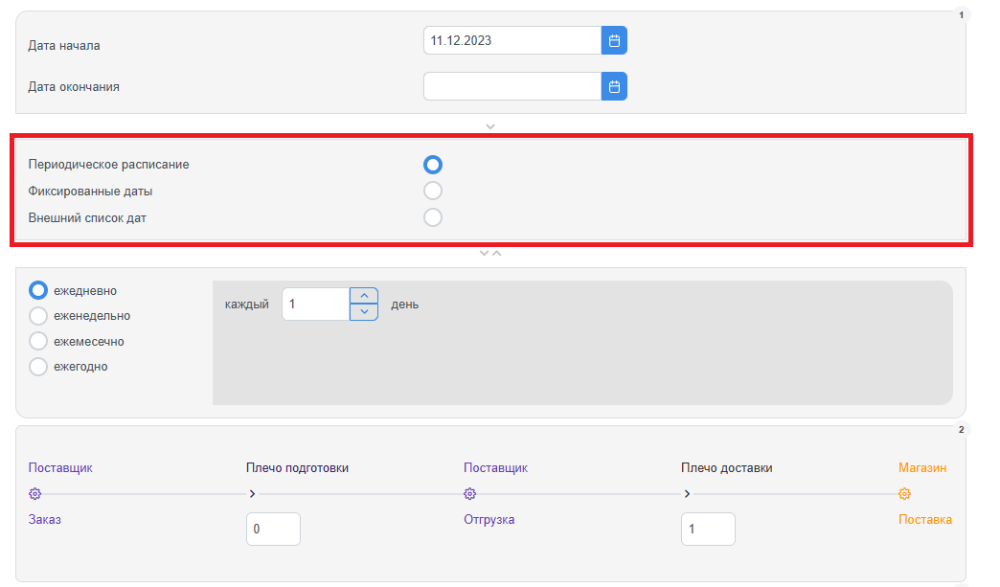 1
Дата начала 11.12.2023
Дата окончания
Периодическое расписание
Фиксированные даты
Внешний список дат
ежедневно каждый 1 день
еженедельно
ежемесечно
ежегодно
2
Поставщик Плечо подготовки Поставщик Плечо доставки Магазин
Заказ 0 Отгрузка 1 Поставка